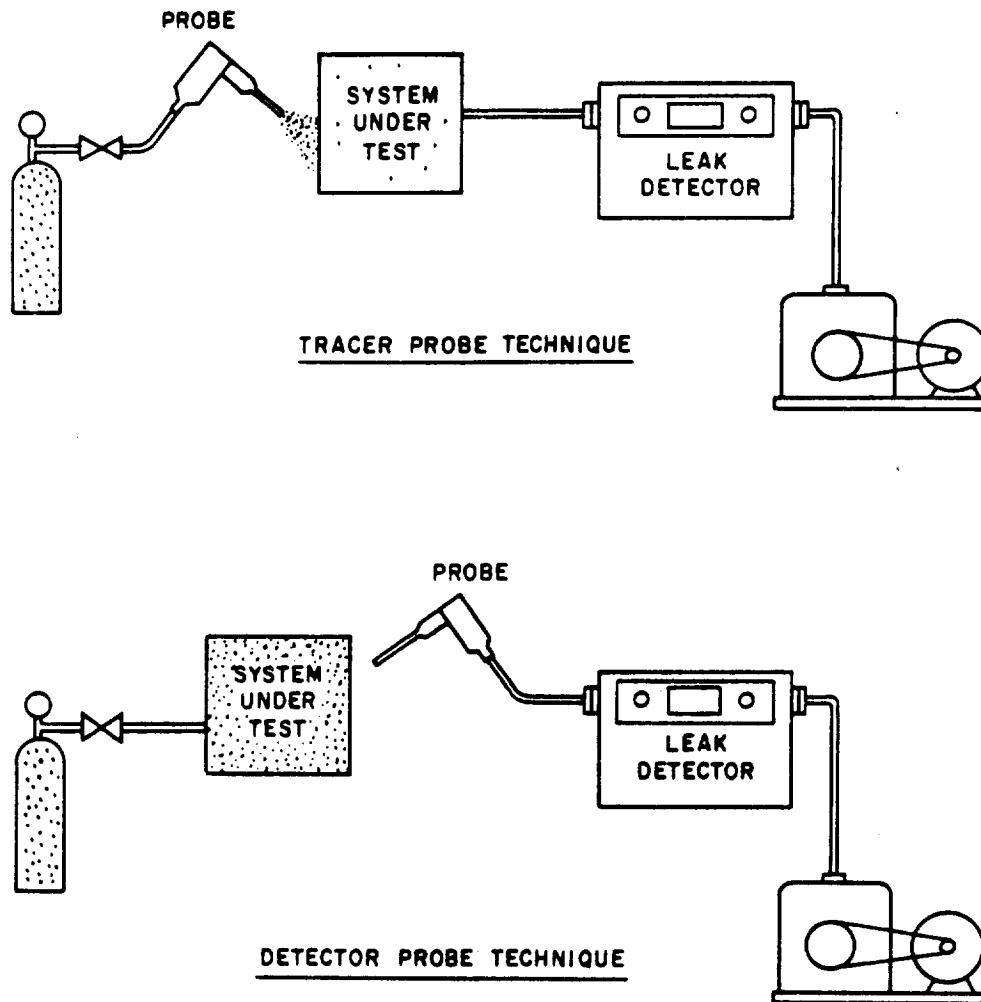 PROBE
SYSTEM
UNDER
TEST
LEAK
DETECTOR
TRACER PROBE TECHNIQUE
PROBE
SYSTEM
UNDER
TEST
LEAK
DETECTOR
DETECTOR PROBE TECHNIQUE